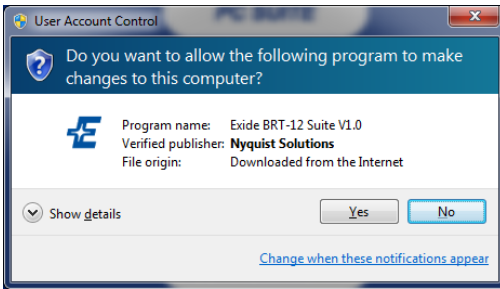 PC SUITE
User Account Control
Do you want to allow the following program to make
changes to this computer?
Program name: Exide BRT-12 Suite V1.0
Verified publisher: Nyquist Solutions
File origin: Downloaded from the Internet
Show details
Yes
No
Change when these notifications appear